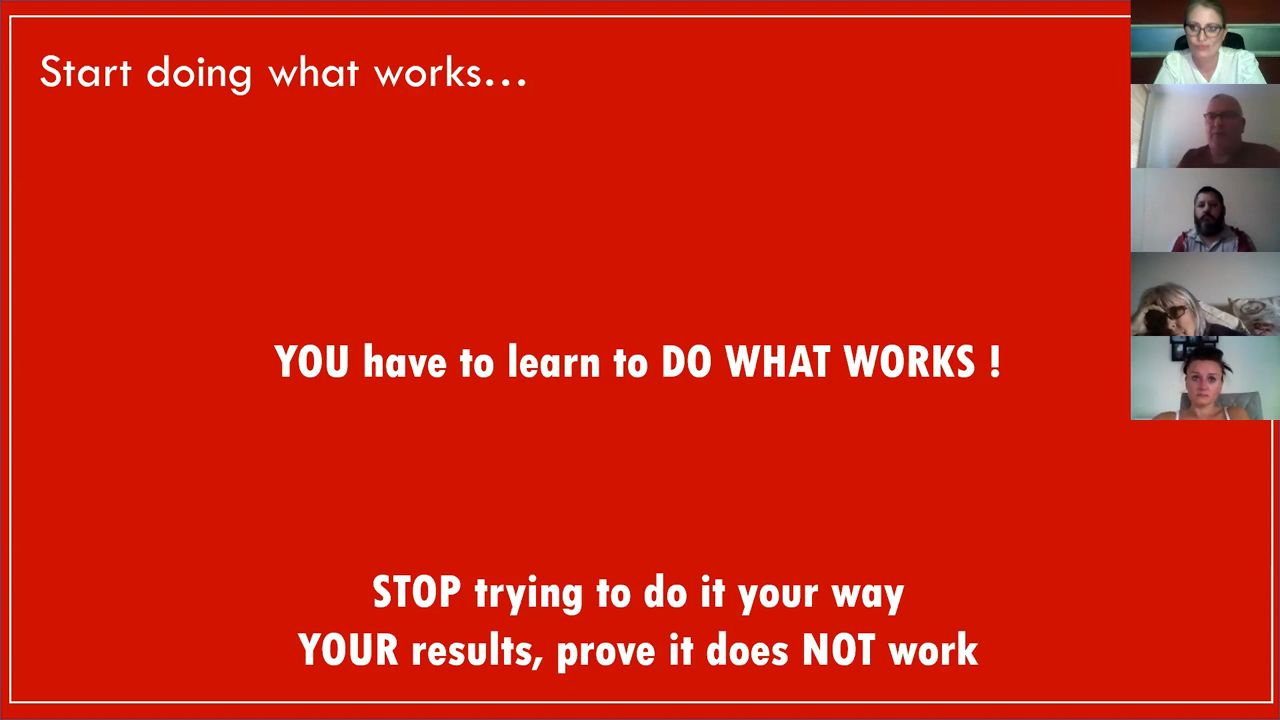 Start doing what works...
YOU have to learn to DO WHAT WORKS !
STOP trying to do it your way
YOUR results, prove it does NOT work